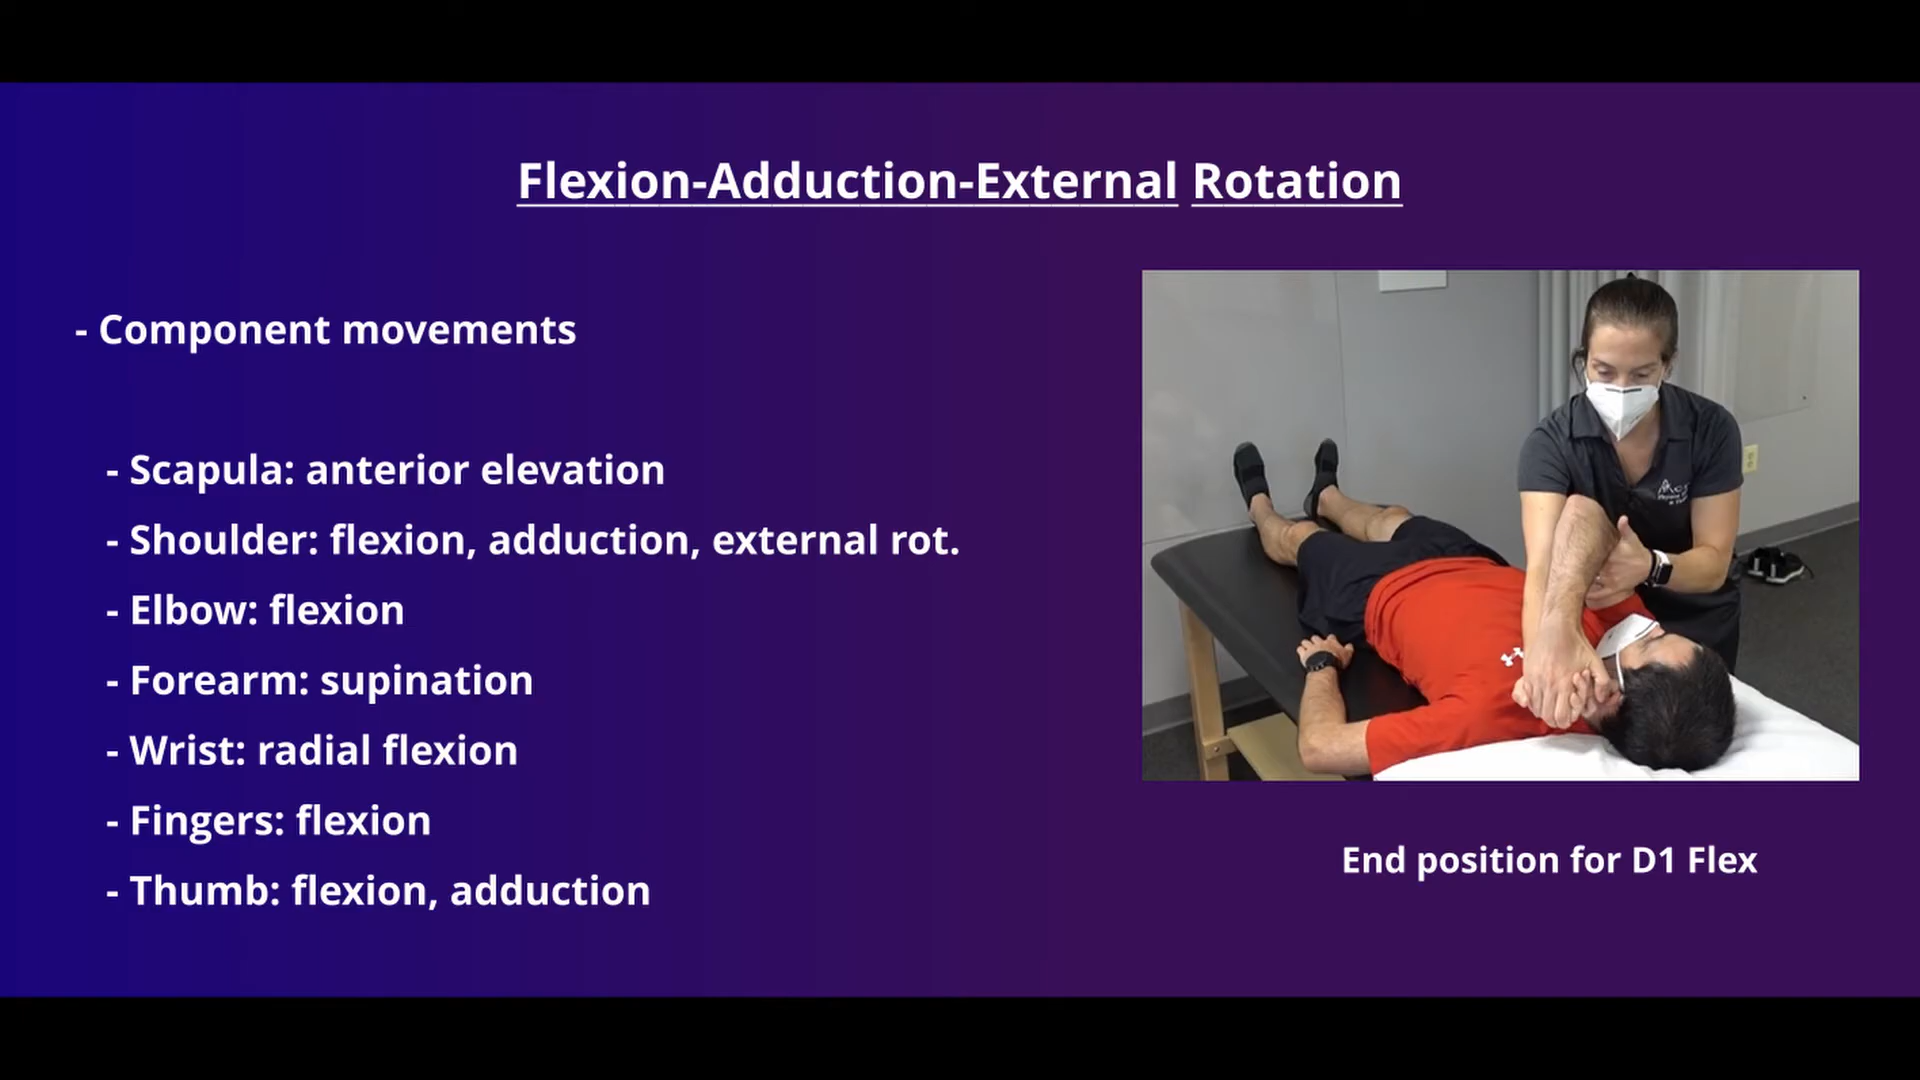 Flexion-Adduction-External Rotation
- Component movements
- Scapula: anterior elevation
- Shoulder: flexion, adduction, external rot.
- Elbow: flexion
- Forearm: supination
- Wrist: radial flexion
- Fingers: flexion
- Thumb: flexion, adduction
End position for D1 Flex